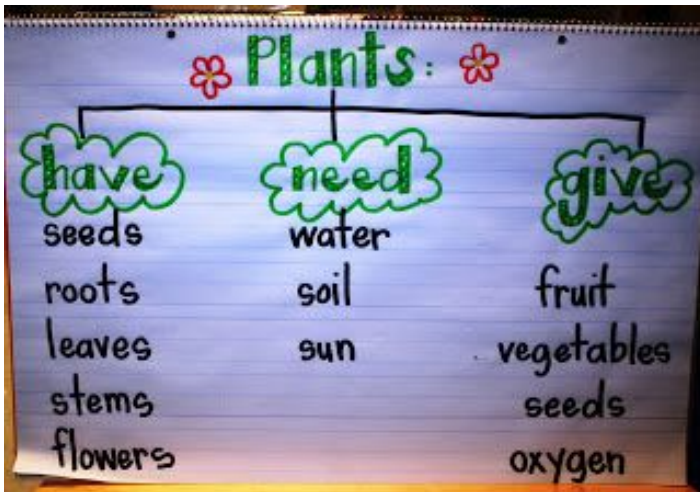 Plants:
have need give
seeds water
roots soil fruit
leaves sun vegetables
stems seeds
flowers oxygen